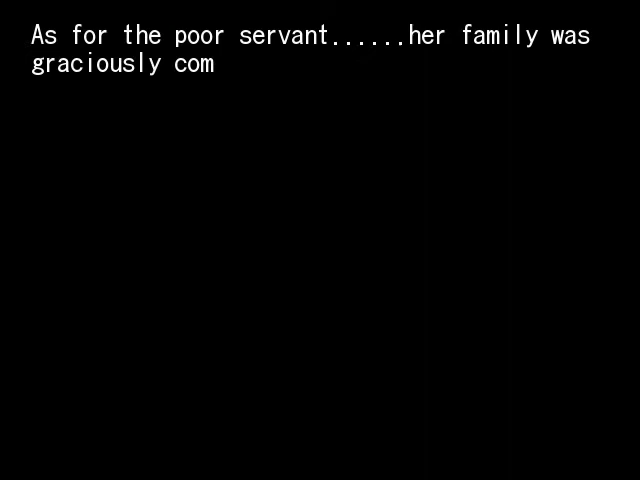 As for the poor servant......her family was
graciously com